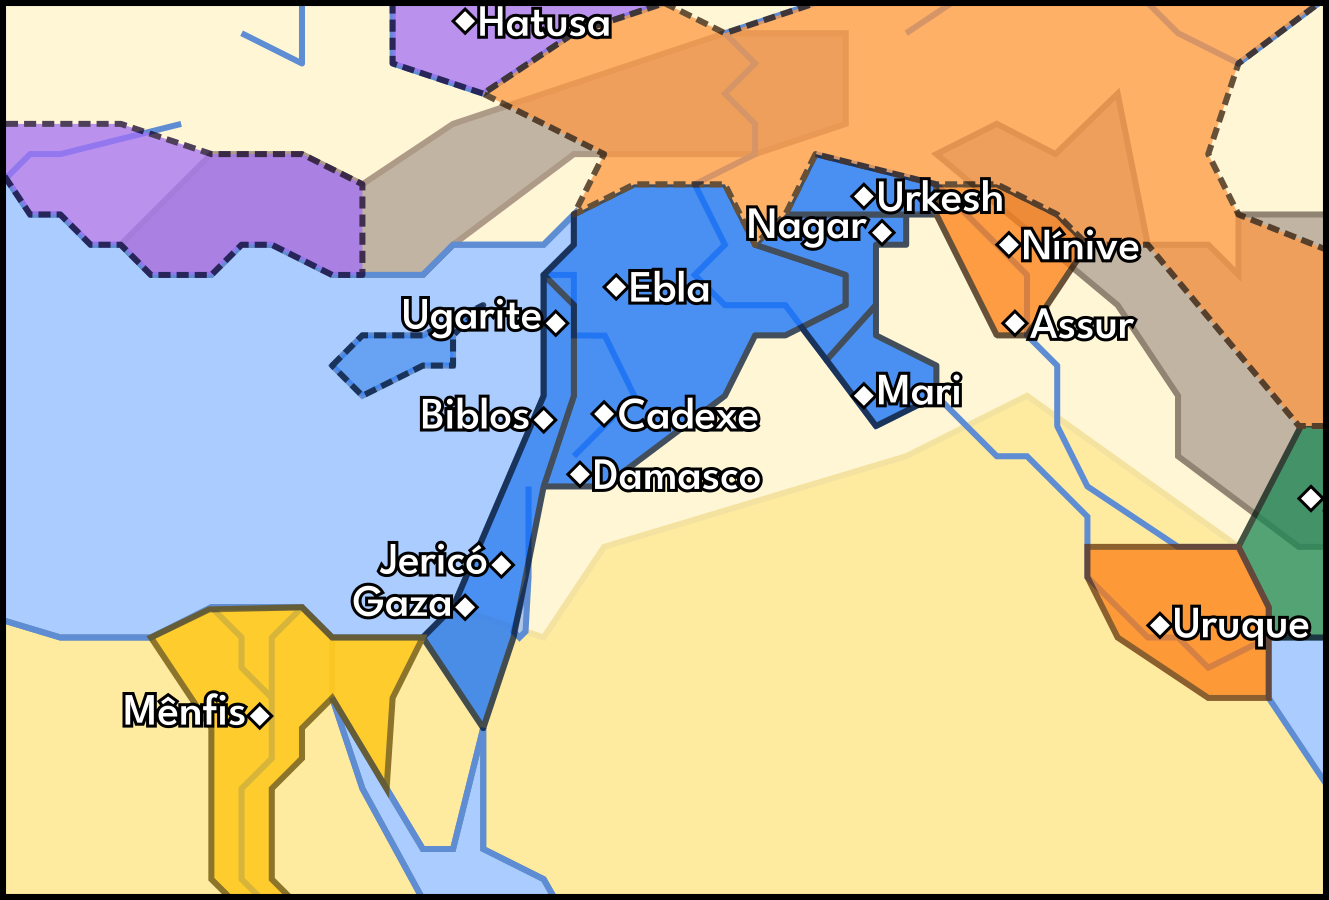 Hatusa
Urkesh
Nagar
Nínive
Ebla
Ugarite
Assur
Mari
Biblos
Cadexe
Damasco
Jericó
Gaza
Uruque
Mênfis